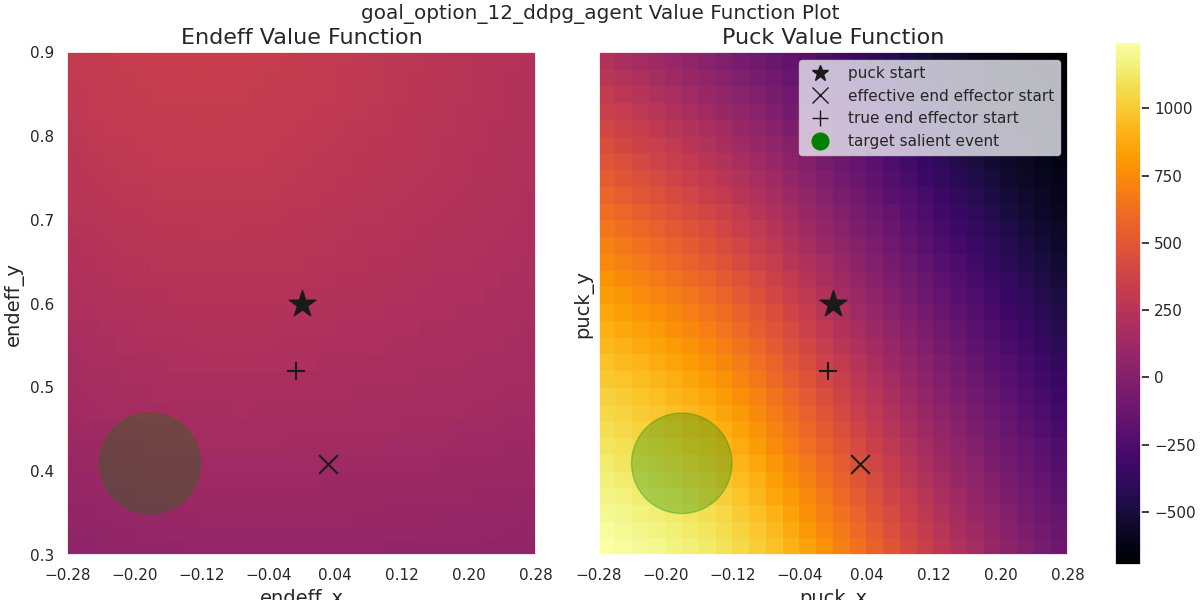 goal_option_12_ddpg_agent Value Function Plot
Endeff Value Function
Puck Value Function
puck start
effective end effector start
true end effector start
target salient event
0.9
0.8
0.7
0.6
0.5
0.4
0.3
endeff_y
−0.28 −0.20 −0.12 −0.04 0.04 0.12 0.20 0.28
endeff_x
puck_y
−0.28 −0.20 −0.12 −0.04 0.04 0.12 0.20 0.28
puck_x
1000
750
500
250
0
−250
−500